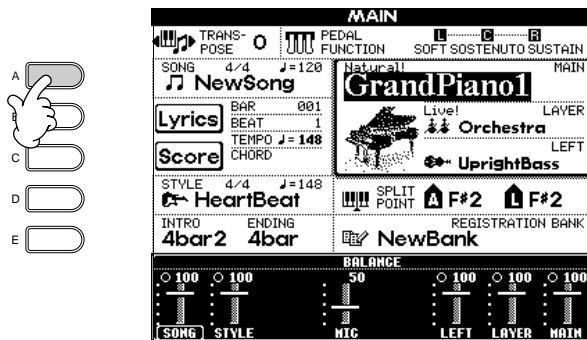 MAIN
TRANS-
POSE 0
PEDAL
FUNCTION
L C R
SOFT SOSTENUTO SUSTAIN
SONG 4/4 ♩=120
NewSong
Natural! MAIN
GrandPiano1
Lyrics
BAR 001
BEAT 1
TEMPO ♩= 148
CHORD
Score
Live! LAYER
Orchestra
LEFT
UprightBass
STYLE 4/4 ♩=148
HeartBeat
SPLIT
POINT A F#2 L F#2
INTRO ENDING
4bar2 4bar
REGISTRATION BANK
NewBank
BALANCE
100 100 50 100 100 100
SONG STYLE MIC LEFT LAYER MAIN
A
C
D
E